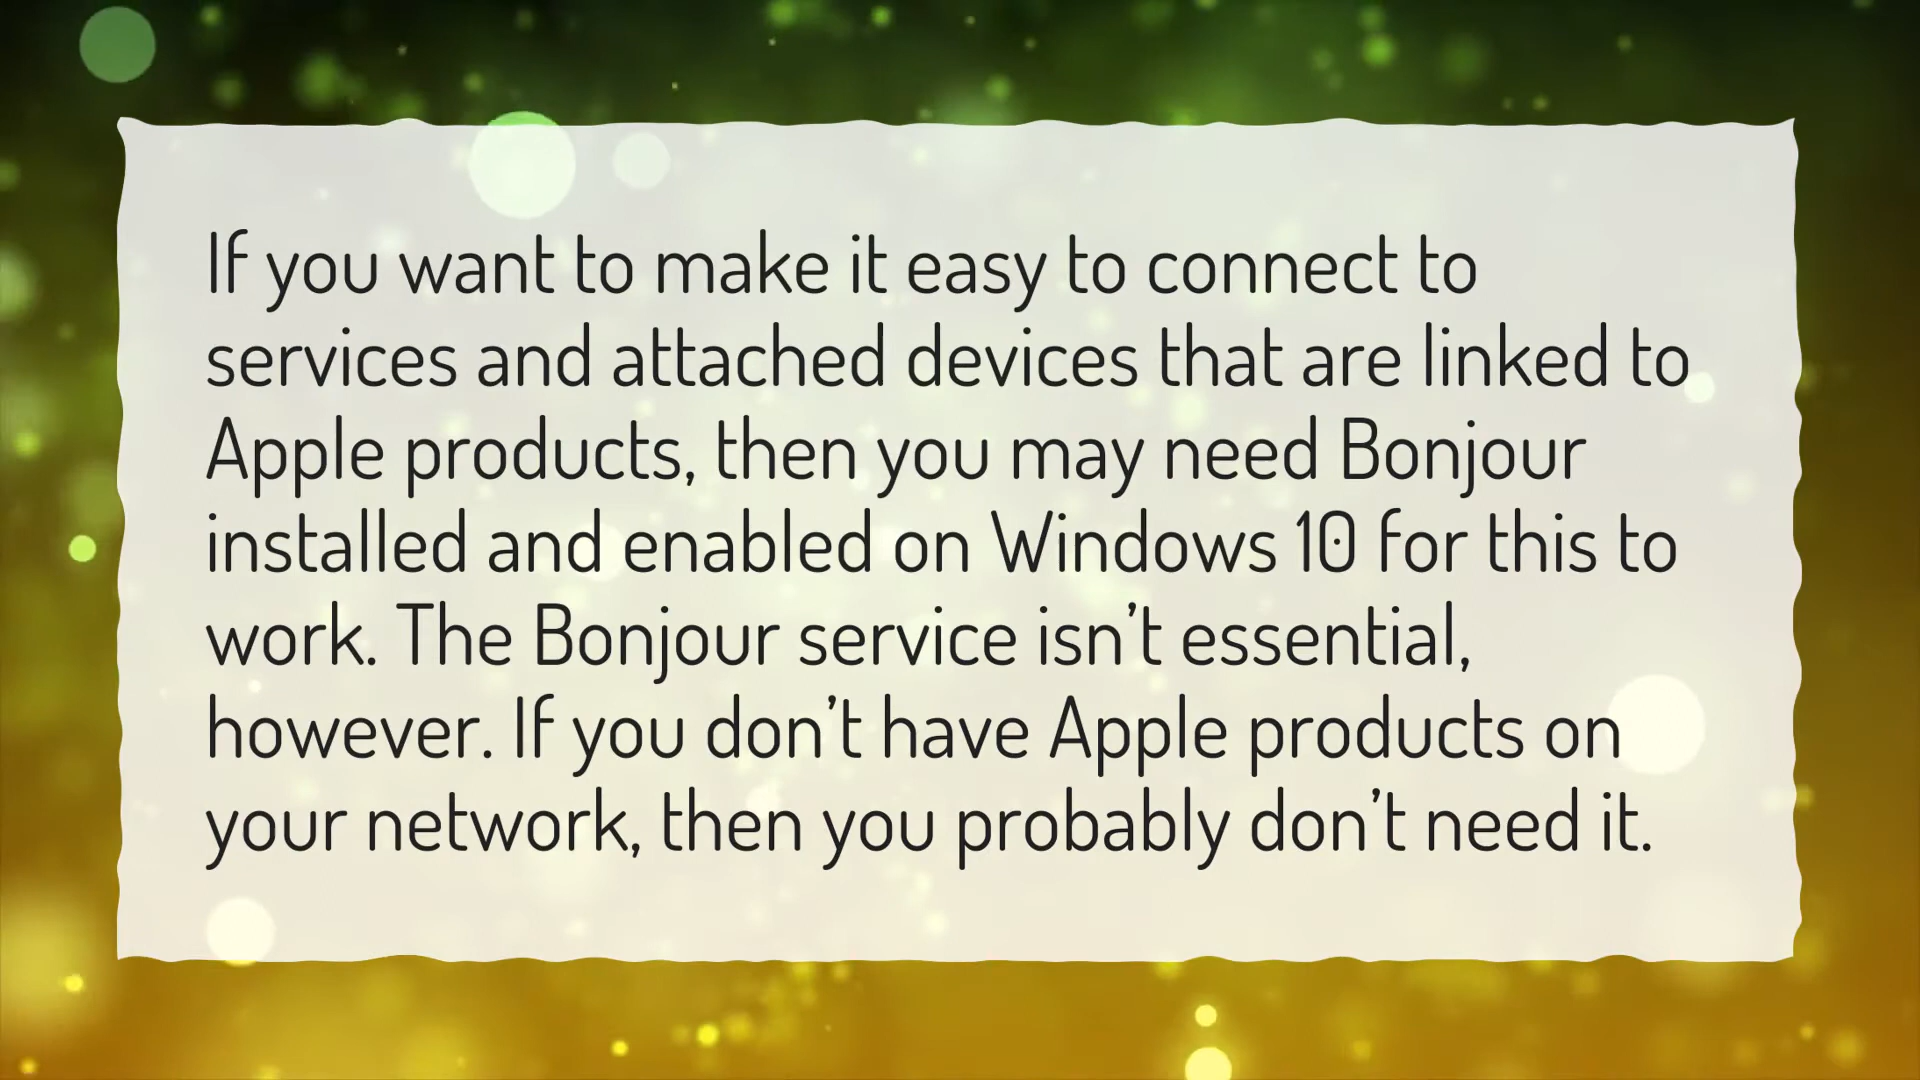 If you want to make it easy to connect to
services and attached devices that are linked to
Apple products, then you may need Bonjour
installed and enabled on Windows 10 for this to
work. The Bonjour service isn’t essential,
however. If you don’t have Apple products on
your network, then you probably don’t need it.